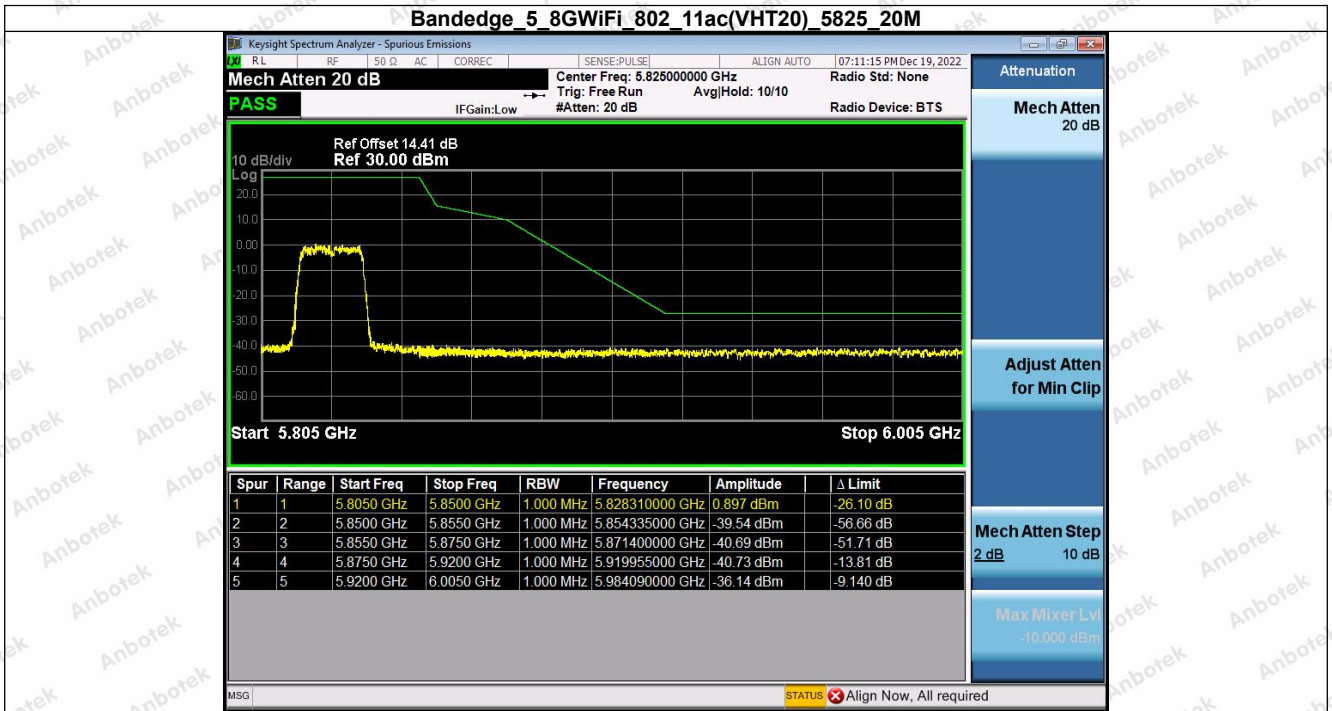 Bandedge_5_8GWiFi_802_11ac(VHT20)_5825_20M
Keysight Spectrum Analyzer - Spurious Emissions
LXI RL RF 50 Ω AC CORREC SENSE:PULSE ALIGN AUTO 07:11:15 PM Dec 19, 2022
Mech Atten 20 dB
Center Freq: 5.825000000 GHz
Radio Std: None
Trig: Free Run Avg|Hold: 10/10
PASS
IFGain:Low
#Atten: 20 dB
Radio Device: BTS
Ref Offset 14.41 dB
10 dB/div Ref 30.00 dBm
Log
20.0
10.0
0.00
-10.0
-20.0
-30.0
-40.0
-50.0
-60.0
Start 5.805 GHz Stop 6.005 GHz
Spur Range Start Freq Stop Freq RBW Frequency Amplitude Δ Limit
1 1 5.8050 GHz 5.8500 GHz 1.000 MHz 5.828310000 GHz 0.897 dBm -26.10 dB
2 2 5.8500 GHz 5.8550 GHz 1.000 MHz 5.854335000 GHz -39.54 dBm -56.66 dB
3 3 5.8550 GHz 5.8750 GHz 1.000 MHz 5.871400000 GHz -40.69 dBm -51.71 dB
4 4 5.8750 GHz 5.9200 GHz 1.000 MHz 5.919955000 GHz -40.73 dBm -13.81 dB
5 5 5.9200 GHz 6.0050 GHz 1.000 MHz 5.984090000 GHz -36.14 dBm -9.140 dB
MSG
STATUS Align Now, All required
Attenuation
Mech Atten
20 dB
Adjust Atten
for Min Clip
Mech Atten Step
2 dB 10 dB
Max Mixer Lvl
-10.000 dBm
Anbotek